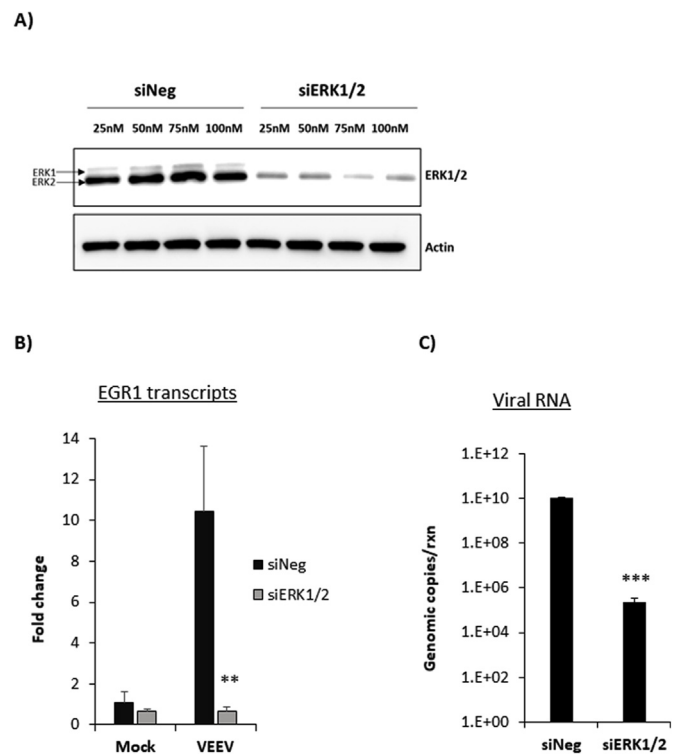 A)
siNeg siERK1/2
25nM 50nM 75nM 100nM 25nM 50nM 75nM 100nM
ERK1
ERK2
ERK1/2
Actin
B)
EGR1 transcripts
Fold change
14
12
10
8
6
4
2
0
**
Mock VEEV
siNeg
siERK1/2
C)
Viral RNA
Genomic copies/rxn
1.E+12
1.E+10
1.E+08
1.E+06
1.E+04
1.E+02
1.E+00
***
siNeg siERK1/2